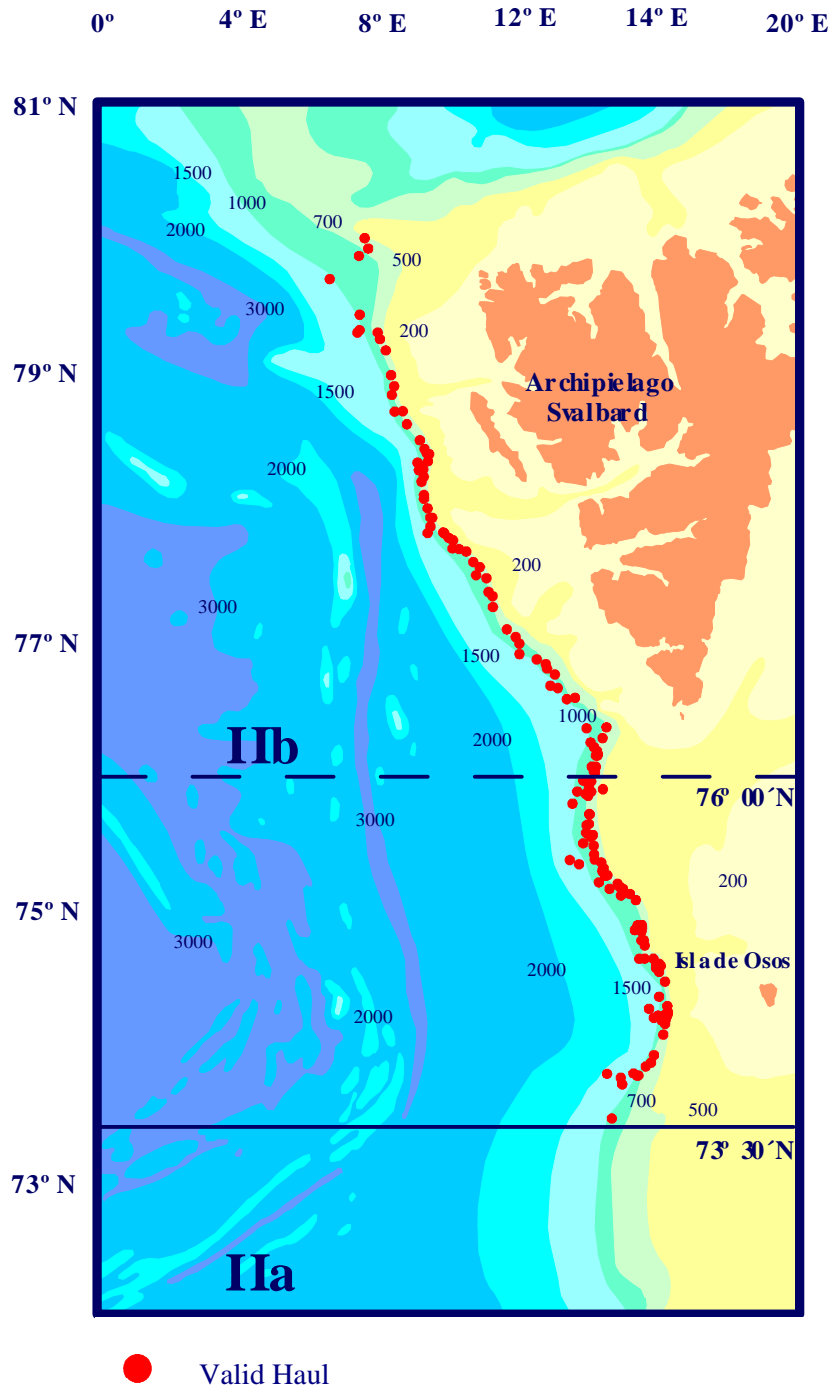 0º 4º E 8º E 12º E 14º E 20º E
81º N
1500
1000
700
2000
500
3000
200
79º N
1500
Archipielago
Svalbard
2000
200
3000
77º N
1500
1000
IIb
2000
76º 00´N
3000
200
75º N
3000
2000
Isla de Osos
1500
2000
700
500
73º 30´N
73º N
IIa
Valid Haul